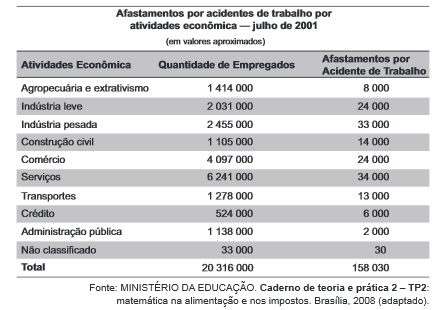 Afastamentos por acidentes de trabalho por
atividades econômica — julho de 2001
(em valores aproximados)
Atividades Econômica Quantidade de Empregados Afastamentos por
Acidente de Trabalho
Agropecuária e extrativismo 1 414 000 8 000
Indústria leve 2 031 000 24 000
Indústria pesada 2 455 000 33 000
Construção civil 1 105 000 14 000
Comércio 4 097 000 24 000
Serviços 6 241 000 34 000
Transportes 1 278 000 13 000
Crédito 524 000 6 000
Administração pública 1 138 000 2 000
Não classificado 33 000 30
Total 20 316 000 158 030
Fonte: MINISTÉRIO DA EDUCAÇÃO. Caderno de teoria e prática 2 – TP2:
matemática na alimentação e nos impostos. Brasília, 2008 (adaptado).